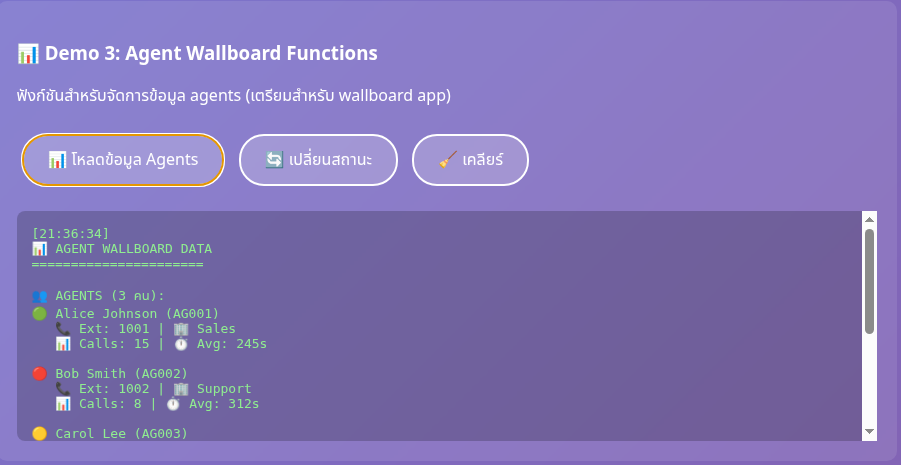 📊 Demo 3: Agent Wallboard Functions
ฟังก์ชันสำหรับจัดการข้อมูล agents (เตรียมสำหรับ wallboard app)
📊 โหลดข้อมูล Agents
🔄 เปลี่ยนสถานะ
🧹 เคลียร์
[21:36:34]
📊 AGENT WALLBOARD DATA
======================
👥 AGENTS (3 คน):
🟢 Alice Johnson (AG001)
📞 Ext: 1001 | 🏢 Sales
📊 Calls: 15 | ⏱️ Avg: 245s
🔴 Bob Smith (AG002)
📞 Ext: 1002 | 🏢 Support
📊 Calls: 8 | ⏱️ Avg: 312s
🟡 Carol Lee (AG003)